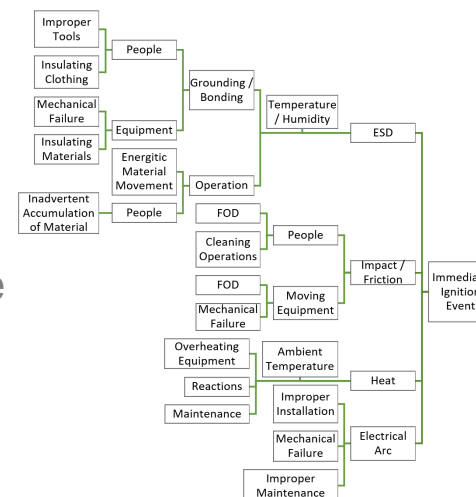 Improper
Tools
People
Insulating
Clothing
Grounding /
Bonding
Mechanical
Failure
Equipment
Insulating
Materials
Temperature
/ Humidity
ESD
Energitic
Material
Movement
Operation
Inadvertent
Accumulation
of Material
People
FOD
People
Cleaning
Operations
Impact /
Friction
FOD
Moving
Equipment
Mechanical
Failure
Event
Overheating
Equipment
Ambient
Temperature
Reactions
Heat
Maintenance
Improper
Installation
Mechanical
Failure
Electrical
Arc
Improper
Maintenance